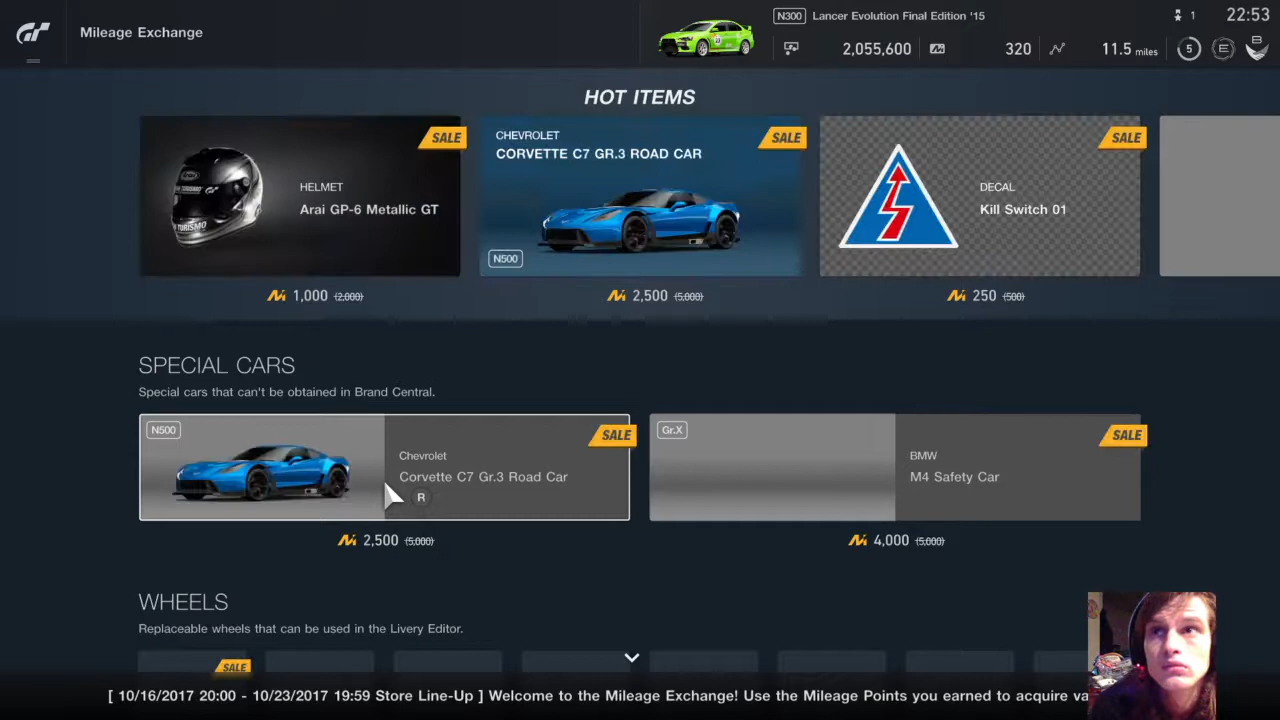 Mileage Exchange
N300 Lancer Evolution Final Edition '15
1 22:53
2,055,600 320 11.5 miles 5 E B
HOT ITEMS
SALE
HELMET
Arai GP-6 Metallic GT
1,000 (2,000)
SALE
CHEVROLET
CORVETTE C7 GR.3 ROAD CAR
N500
2,500 (5,000)
SALE
DECAL
Kill Switch 01
250 (500)
SPECIAL CARS
Special cars that can't be obtained in Brand Central.
N500
SALE
Chevrolet
Corvette C7 Gr.3 Road Car
R
2,500 (5,000)
Gr.X
SALE
BMW
M4 Safety Car
4,000 (5,000)
WHEELS
Replaceable wheels that can be used in the Livery Editor.
SALE
[ 10/16/2017 20:00 - 10/23/2017 19:59 Store Line-Up ] Welcome to the Mileage Exchange! Use the Mileage Points you earned to acquire va